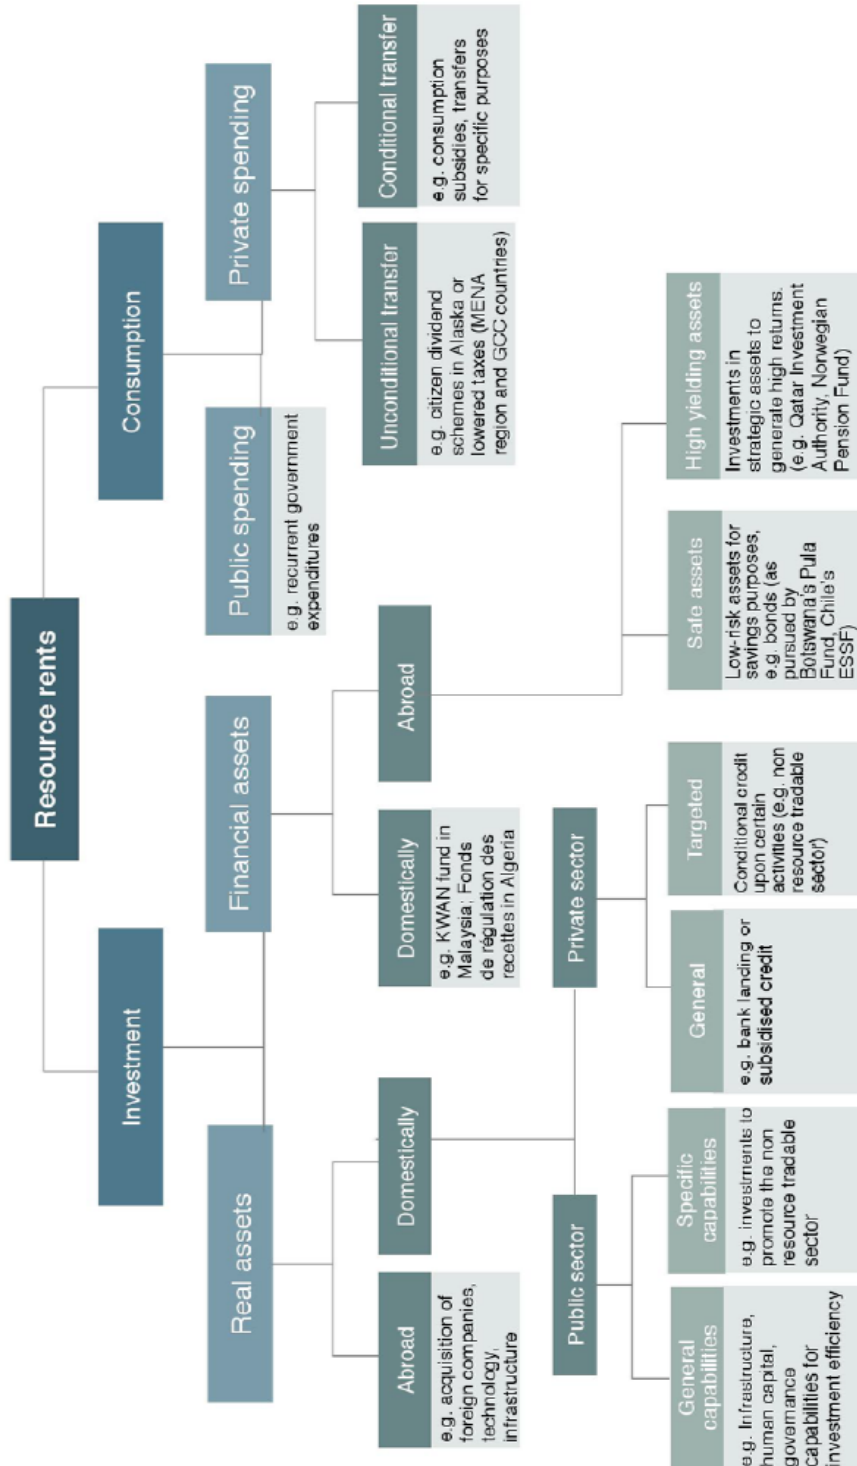 Resource rents
Investment
Consumption
Real assets
Financial assets
Public spending
e.g. recurrent government
expenditures
Private spending
Abroad
e.g. acquisition of
foreign companies,
technology,
infrastructure
Domestically
Domestically
e.g. KWAN fund in
Malaysia; Fonds
de régulation des
recettes in Algeria
Abroad
Unconditional transfer
e.g. citizen dividend
schemes in Alaska or
lowered taxes (MENA
region and GCC countries)
Conditional transfer
e.g. consumption
subsidies, transfers
for specific purposes
Public sector
Private sector
General
capabilities
e.g. Infrastructure,
human capital,
governance
capabilities for
investment efficiency
Specific
capabilities
e.g. investments to
promote the non
resource tradable
sector
General
e.g. bank landing or
subsidised credit
Targeted
Conditional credit
upon certain
activities (e.g. non
resource tradable
sector)
Safe assets
Low-risk assets for
savings purposes,
e.g. bonds (as
pursued by
Botswana's Pula
Fund, Chile's
ESSF)
High yielding assets
Investments in
strategic assets to
generate high returns.
(e.g. Qatar Investment
Authority, Norwegian
Pension Fund)